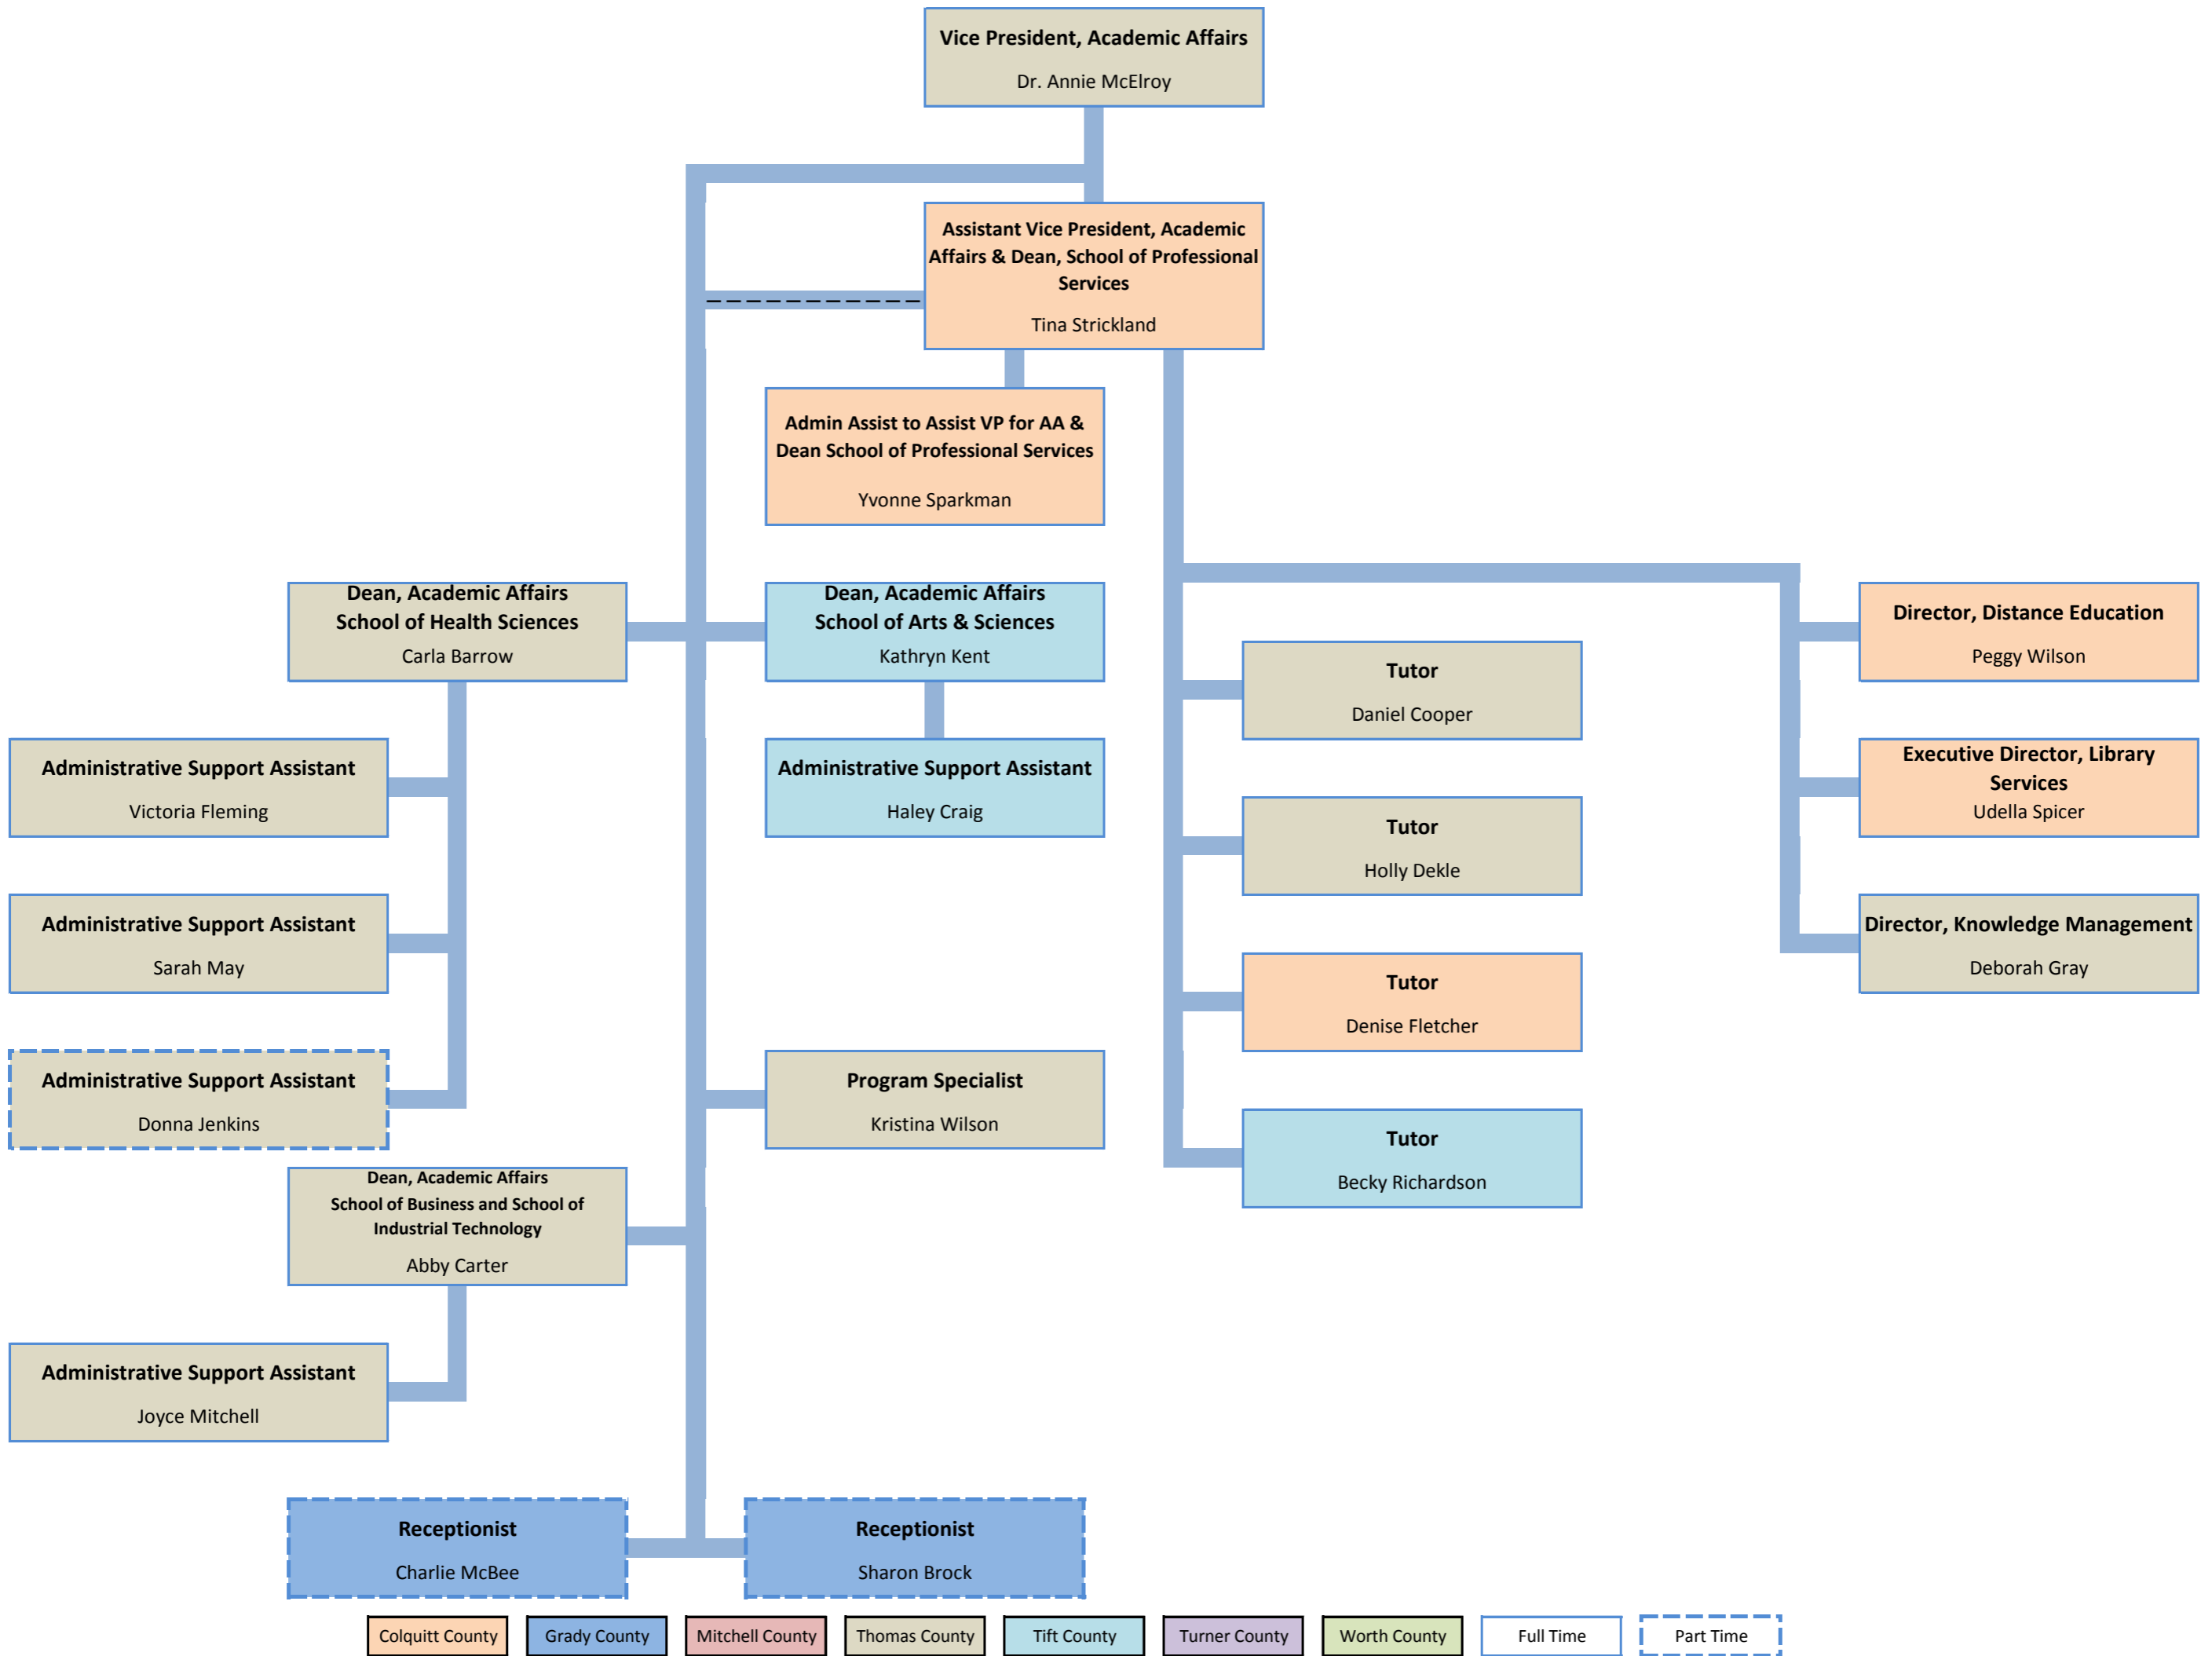 Vice President, Academic Affairs
Dr. Annie McElroy
Assistant Vice President, Academic
Affairs & Dean, School of Professional
Services
Tina Strickland
Admin Assist to Assist VP for AA &
Dean School of Professional Services
Yvonne Sparkman
Dean, Academic Affairs
School of Health Sciences
Carla Barrow
Dean, Academic Affairs
School of Arts & Sciences
Kathryn Kent
Director, Distance Education
Peggy Wilson
Tutor
Daniel Cooper
Administrative Support Assistant
Victoria Fleming
Administrative Support Assistant
Haley Craig
Executive Director, Library
Services
Udella Spicer
Tutor
Holly Dekle
Administrative Support Assistant
Sarah May
Director, Knowledge Management
Deborah Gray
Tutor
Denise Fletcher
Administrative Support Assistant
Donna Jenkins
Program Specialist
Kristina Wilson
Tutor
Becky Richardson
Dean, Academic Affairs
School of Business and School of
Industrial Technology
Abby Carter
Administrative Support Assistant
Joyce Mitchell
Receptionist
Charlie McBee
Receptionist
Sharon Brock
Colquitt County
Grady County
Mitchell County
Thomas County
Tift County
Turner County
Worth County
Full Time
Part Time